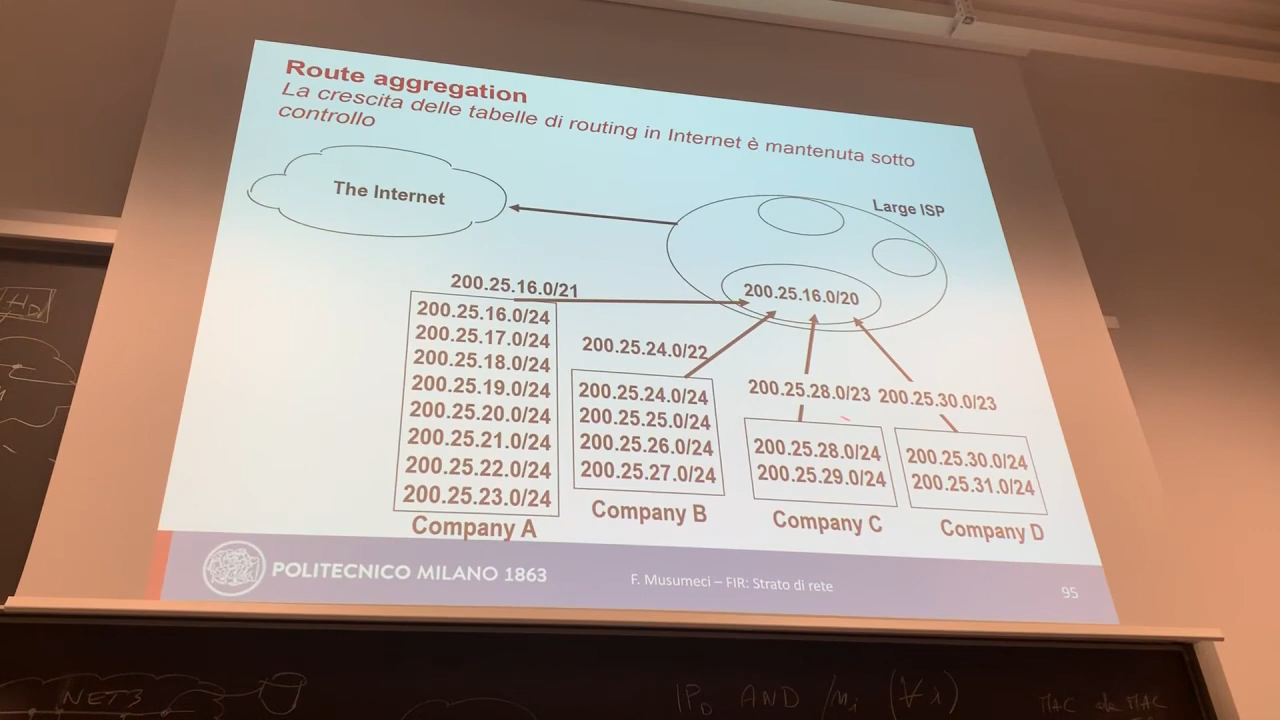 Route aggregation
La crescita delle tabelle di routing in Internet è mantenuta sotto
controllo
The Internet
Large ISP
200.25.16.0/20
200.25.16.0/21
200.25.16.0/24
200.25.17.0/24
200.25.18.0/24
200.25.19.0/24
200.25.20.0/24
200.25.21.0/24
200.25.22.0/24
200.25.23.0/24
Company A
200.25.24.0/22
200.25.24.0/24
200.25.25.0/24
200.25.26.0/24
200.25.27.0/24
Company B
200.25.28.0/23
200.25.28.0/24
200.25.29.0/24
Company C
200.25.30.0/23
200.25.30.0/24
200.25.31.0/24
Company D
POLITECNICO MILANO 1863
F. Musumeci – FIR: Strato di rete
95
NET3
IP_D AND /m_i (∀i)
MAC MAC